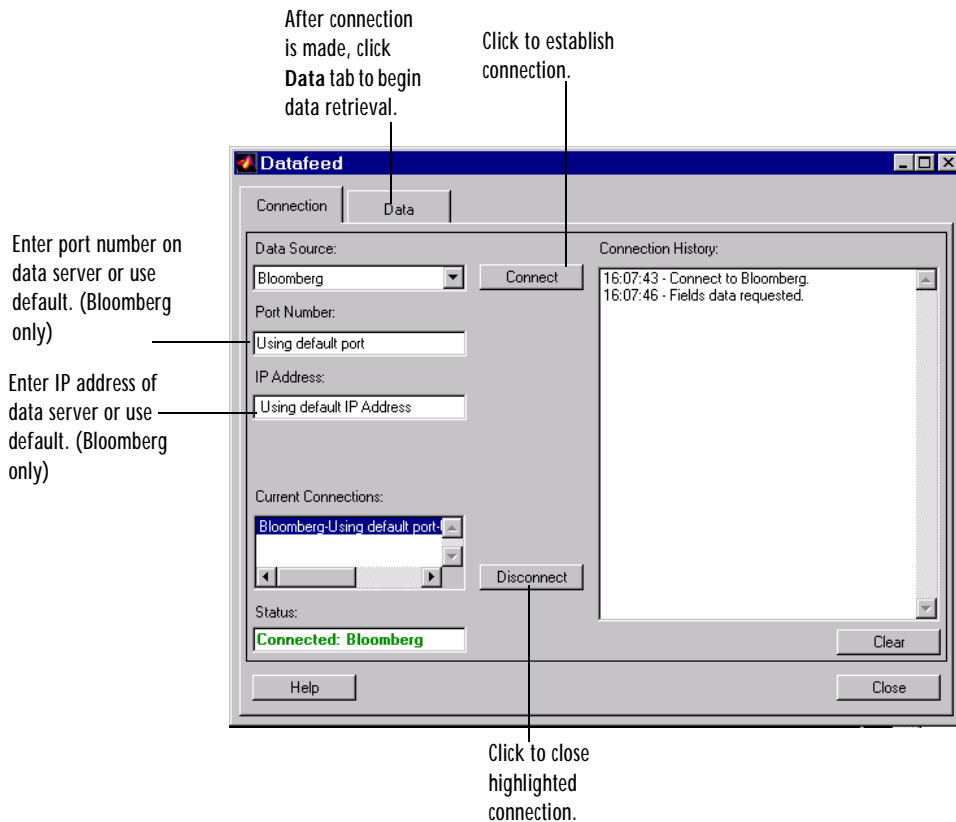 After connection
is made, click
Data tab to begin
data retrieval.
Click to establish
connection.
Datafeed
Connection
Data
Enter port number on
data server or use
default. (Bloomberg
only)
Enter IP address of
data server or use
default. (Bloomberg
only)
Data Source:
Bloomberg
Connect
Port Number:
Using default port
IP Address:
Using default IP Address
Connection History:
16:07:43 - Connect to Bloomberg.
16:07:46 - Fields data requested.
Current Connections:
Bloomberg-Using default port-
Disconnect
Status:
Connected: Bloomberg
Clear
Help
Close
Click to close
highlighted
connection.